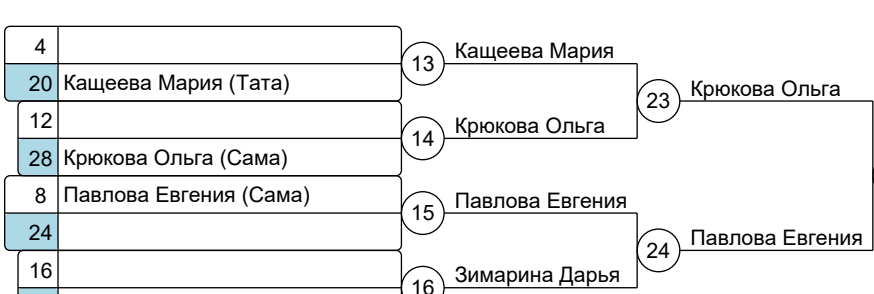 4
13
Кащеева Мария
20 Кащеева Мария (Тата)
23
Крюкова Ольга
12
14
Крюкова Ольга
28 Крюкова Ольга (Сама)
8 Павлова Евгения (Сама)
15
Павлова Евгения
24
24
Павлова Евгения
16
16
Зимарина Дарья